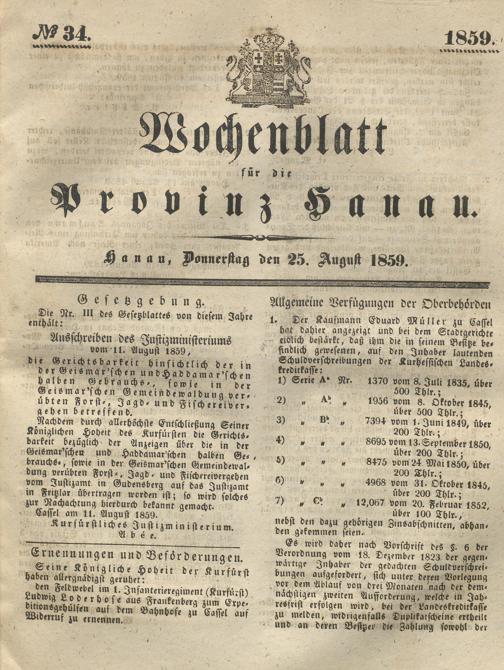 № 34.
1859.
Wochenblatt
für die
Provinz Hanau.
Hanau, Donnerstag den 25. August 1859.
Gesetzgebung.
Die Nr. III des Gesetzblattes von diesem Jahre
enthält:
Ausschreiben des Justizministeriums
vom 11. August 1859,
die Gerichtsbarkeit hinsichtlich der in
der Geismar'schen und Haddamar'schen
halben Gebrauchs-, sowie in der
Geismar'schen Gemeindewaldung ver-
übten Forst-, Jagd- und Fischereiver-
gehen betreffend.
Nachdem durch allerhöchste Entschließung Seiner
Königlichen Hoheit des Kurfürsten die Gerichts-
barkeit bezüglich der Anzeigen über die in der
Geismar'schen und Haddamar'schen halben Ge-
brauchs-, sowie in der Geismar'schen Gemeindewal-
dung verübten Forst-, Jagd- und Fischereivergehen
vom Justizamt in Gudensberg auf das Justizamt
in Fritzlar übertragen worden ist; so wird solches
zur Nachachtung hierdurch bekannt gemacht.
Cassel am 11. August 1859.
Kurfürstliches Justizministerium.
Abée.
Ernennungen und Beförderungen.
Seine Königliche Hoheit der Kurfürst
haben allergnädigst geruhet:
den Feldwebel im 1. Infanterieregiment (Kurfürst)
Ludwig Loderhose aus Frankenberg zum Expe-
ditionsgehülfen auf dem Bahnhofe zu Cassel auf
Widerruf zu ernennen.
Allgemeine Verfügungen der Oberbehörden
1. Der Kaufmann Eduard Müller zu Cassel
hat dahier angezeigt und bei dem Stadtgerichte
eidlich bestärkt, daß ihm die in seinem Besitze be-
findlich gewesenen, auf den Inhaber lautenden
Schuldverschreibungen der Kurhessischen Landes-
kreditkasse:
1) Serie A Nr. 1370 vom 8. Juli 1835, über
500 Thlr.;
2) „ A „ 1956 vom 8. Oktober 1845,
über 500 Thlr.;
3) „ B „ 7394 vom 1. Juni 1849, über
200 Thlr.;
4) „ „ „ 8695 vom 13. September 1850,
über 200 Thlr.;
5) „ „ „ 8475 vom 24. Mai 1850, über
200 Thlr.;
6) „ „ „ 4968 vom 31. Oktober 1845,
über 200 Thlr.;
7) „ C „ 12,067 vom 20. Februar 1852,
über 100 Thlr.,
nebst den dazu gehörigen Zinsabschnitten, abhan-
den gekommen seien.
Es wird daher nach Vorschrift des §. 6 der
Verordnung vom 18. Dezember 1823 der gegen-
wärtige Inhaber der gedachten Schuldverschrei-
bungen aufgefordert, sich unter deren Vorlegung
vor dem Ablauf von drei Monaten nach der dem-
nächstigen zweiten Aufforderung, welche in Jah-
resfrist erfolgen wird, bei der Landeskreditkasse
zu melden, widrigenfalls Duplikatscheine ertheilt
und an deren Besitzer die Zahlung sowohl der